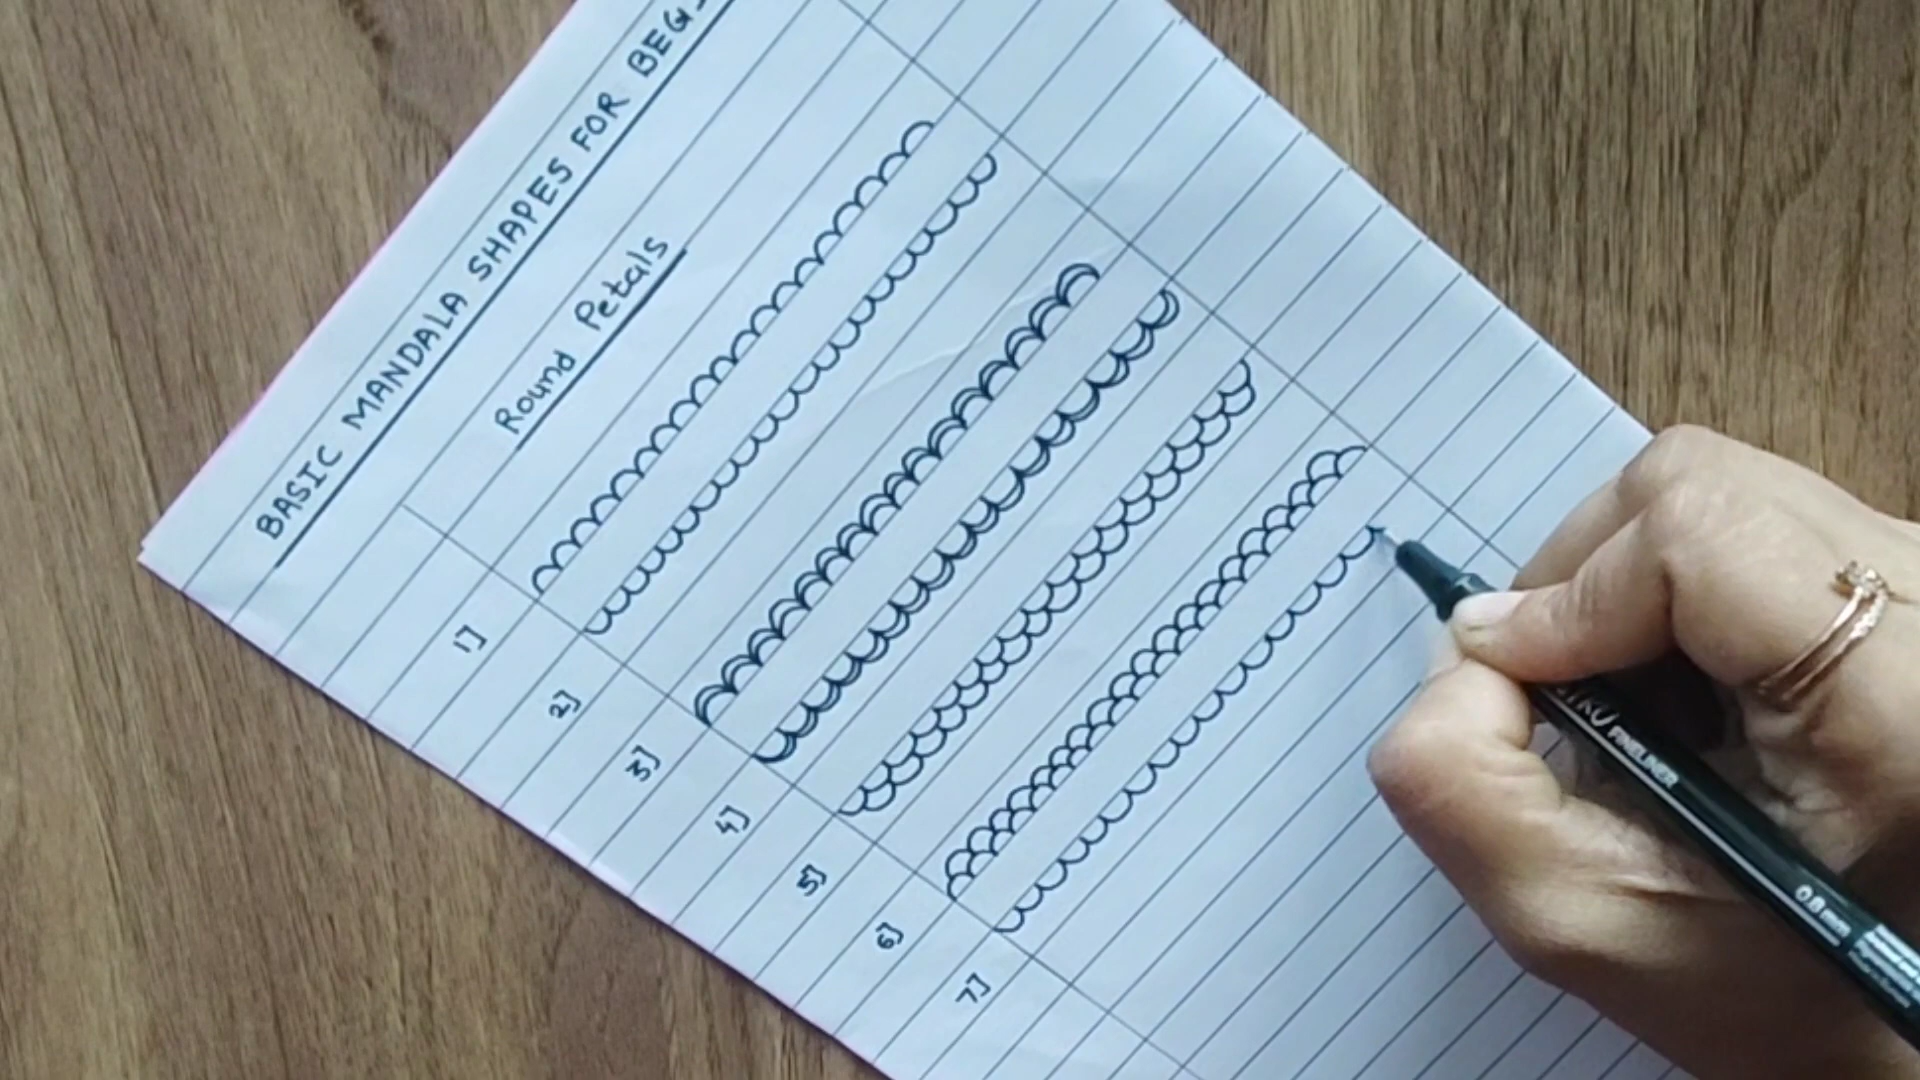 BASIC MANDALA SHAPES FOR BEG
Round Petals
1]
2]
3]
4]
5]
6]
7]
FINELINER
0.8 mm